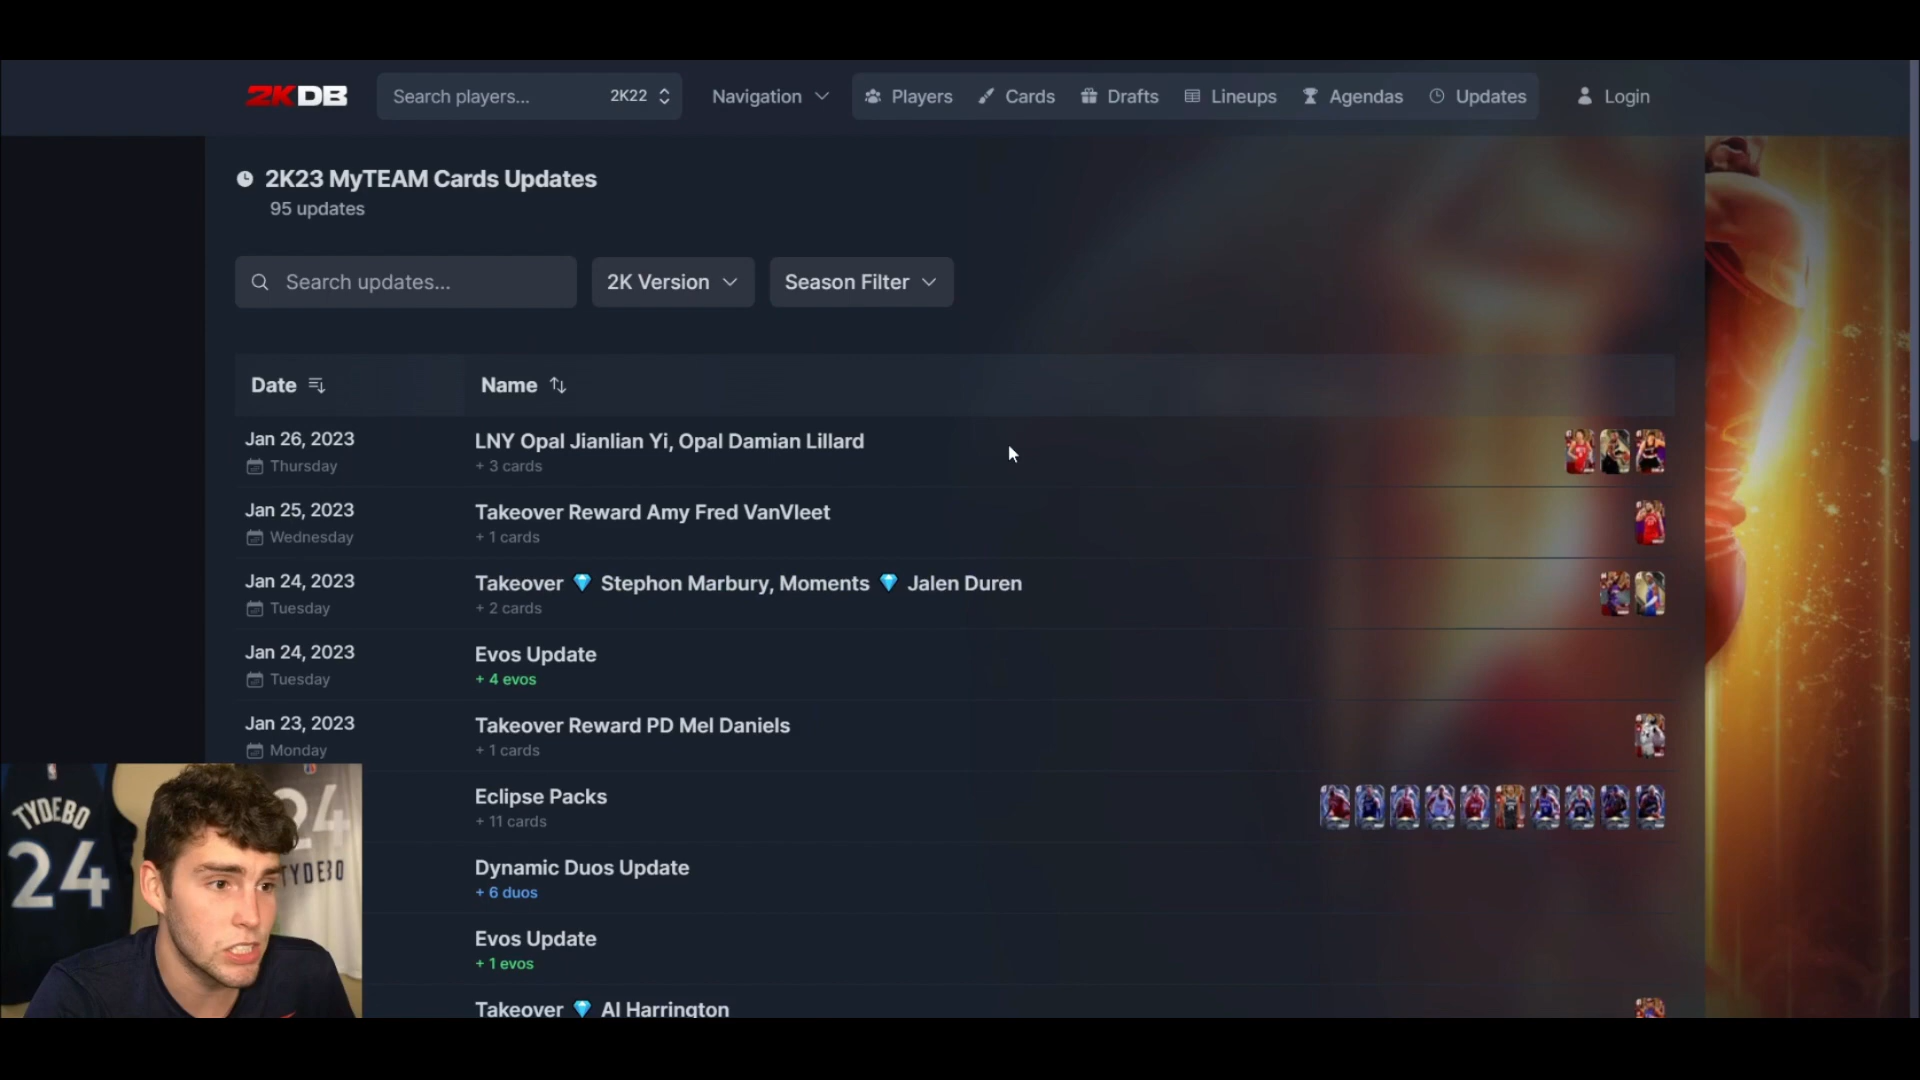 2KDB
Search players...
2K22
Navigation
Players
Cards
Drafts
Lineups
Agendas
Updates
Login
2K23 MyTEAM Cards Updates
95 updates
Search updates...
2K Version
Season Filter
Date
Name
Jan 26, 2023
Thursday
LNY Opal Jianlian Yi, Opal Damian Lillard
+ 3 cards
Jan 25, 2023
Wednesday
Takeover Reward Amy Fred VanVleet
+ 1 cards
Jan 24, 2023
Tuesday
Takeover 💎 Stephon Marbury, Moments 💎 Jalen Duren
+ 2 cards
Jan 24, 2023
Tuesday
Evos Update
+ 4 evos
Jan 23, 2023
Monday
Takeover Reward PD Mel Daniels
+ 1 cards
Eclipse Packs
+ 11 cards
Dynamic Duos Update
+ 6 duos
Evos Update
+ 1 evos
Takeover 💎 Al Harrington
TYDEBO
24
24
TYDEBO